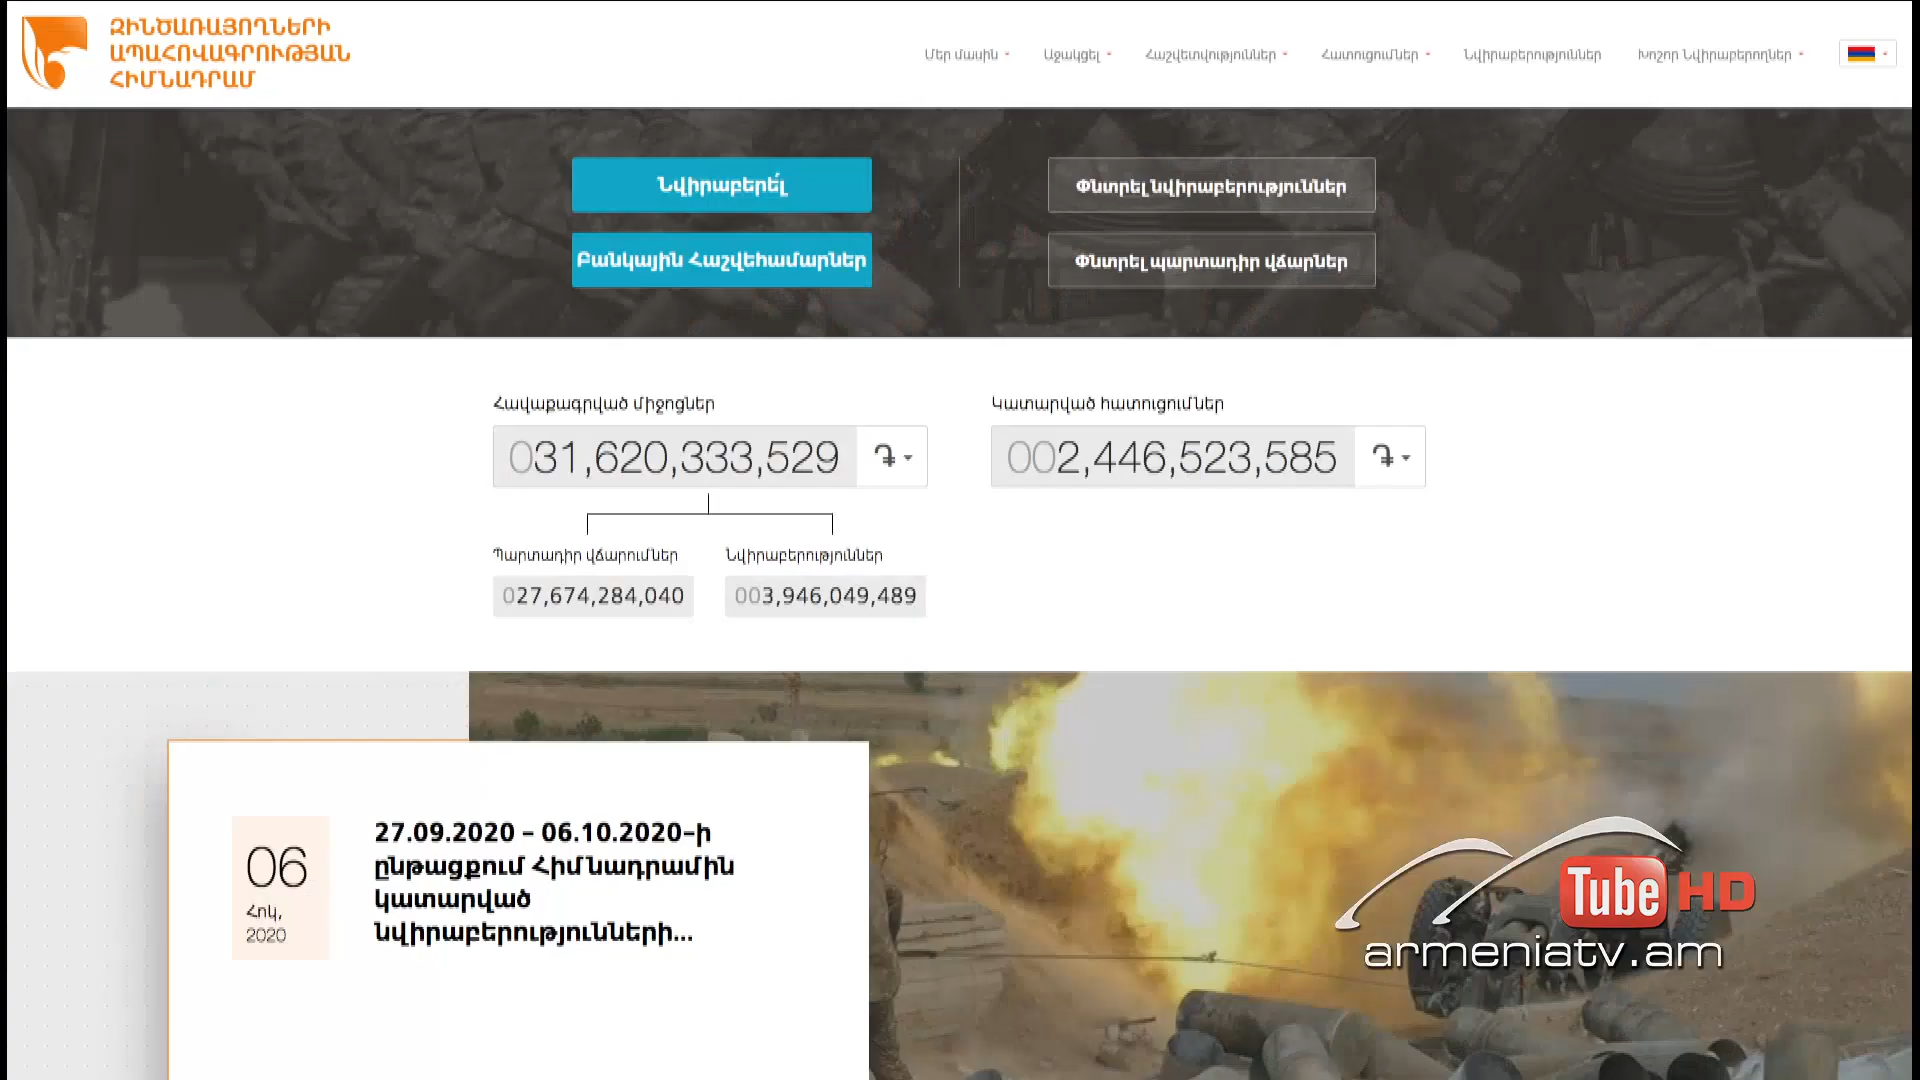 ԶԻՆԾԱՌԱՅՈՂՆԵՐԻ
ԱՊԱՀՈՎԱԳՐՈՒԹՅԱՆ
ՀԻՄՆԱԴՐԱՄ
Մեր մասին
Աջակցել
Հաշվետվություններ
Հատուցումներ
Նվիրաբերություններ
Խոշոր Նվիրաբերողներ
Նվիրաբերե՛լ
Փնտրել նվիրաբերություններ
Բանկային Հաշվեհամարներ
Փնտրել պարտադիր վճարներ
Հավաքագրված միջոցներ
Կատարված հատուցումներ
031,620,333,529 ֏
002,446,523,585 ֏
Պարտադիր վճարումներ
Նվիրաբերություններ
027,674,284,040
003,946,049,489
06
Հոկ,
2020
27.09.2020 – 06.10.2020-ի
ընթացքում Հիմնադրամին
կատարված
նվիրաբերությունների...
Tube HD
armeniatv.am